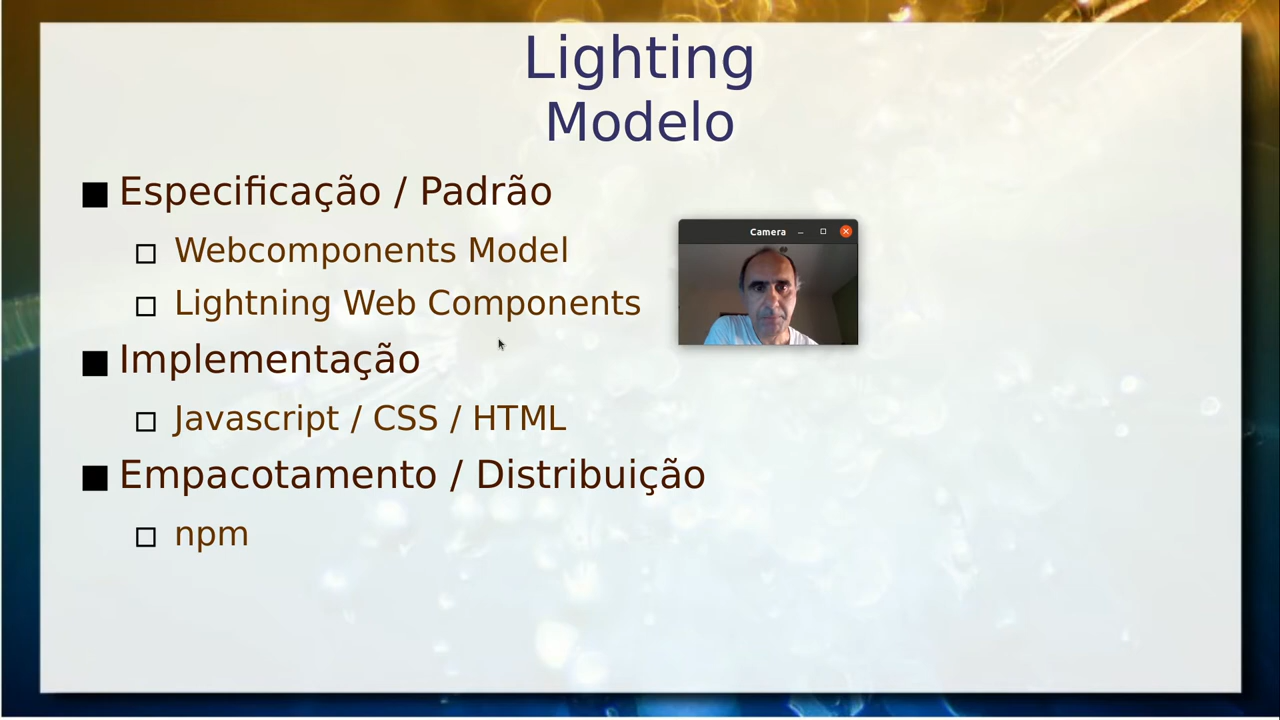 Lighting
Modelo
Especificação / Padrão
Webcomponents Model
Camera
Lightning Web Components
Implementação
Javascript / CSS / HTML
Empacotamento / Distribuição
npm